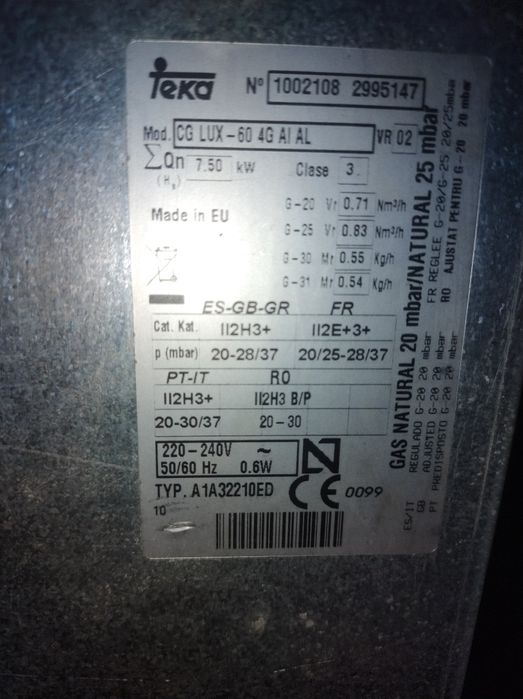 Teka
Nº 1002108 2995147
Mod. CG LUX-60 4G AI AL VR 02
ΣQn 7.50 kW Clase 3
(Hs)
Made in EU
G-20 Vr 0.71 Nm³/h
G-25 Vr 0.83 Nm³/h
G-30 Mr 0.55 Kg/h
G-31 Mr 0.54 Kg/h
ES-GB-GR FR
Cat. Kat. II2H3+ II2E+3+
p (mbar) 20-28/37 20/25-28/37
PT-IT RO
II2H3+ II2H3 B/P
20-30/37 20-30
220-240V ~
50/60 Hz 0.6W
N
TYP. A1A32210ED CE 0099
10
GAS NATURAL 20 mbar/NATURAL 25 mbar
ES/IT REGULADO G-20 20 mbar
GB ADJUSTED G-20 20 mbar
PT PREDISPOSTO G-20 20 mbar
FR REGLEE G-20/G-25 20/25mba
RO AJUSTAT PENTRU G-20 20 mbar